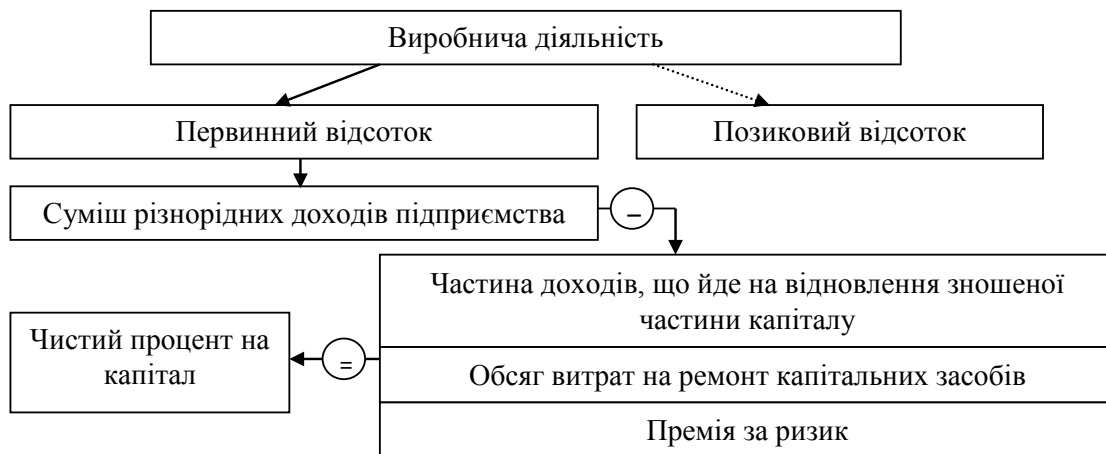 Виробнича діяльність
Первинний відсоток
Позиковий відсоток
Суміш різнорідних доходів підприємства
–
Частина доходів, що йде на відновлення зношеної
частини капіталу
Чистий процент на
капітал
=
Обсяг витрат на ремонт капітальних засобів
Премія за ризик